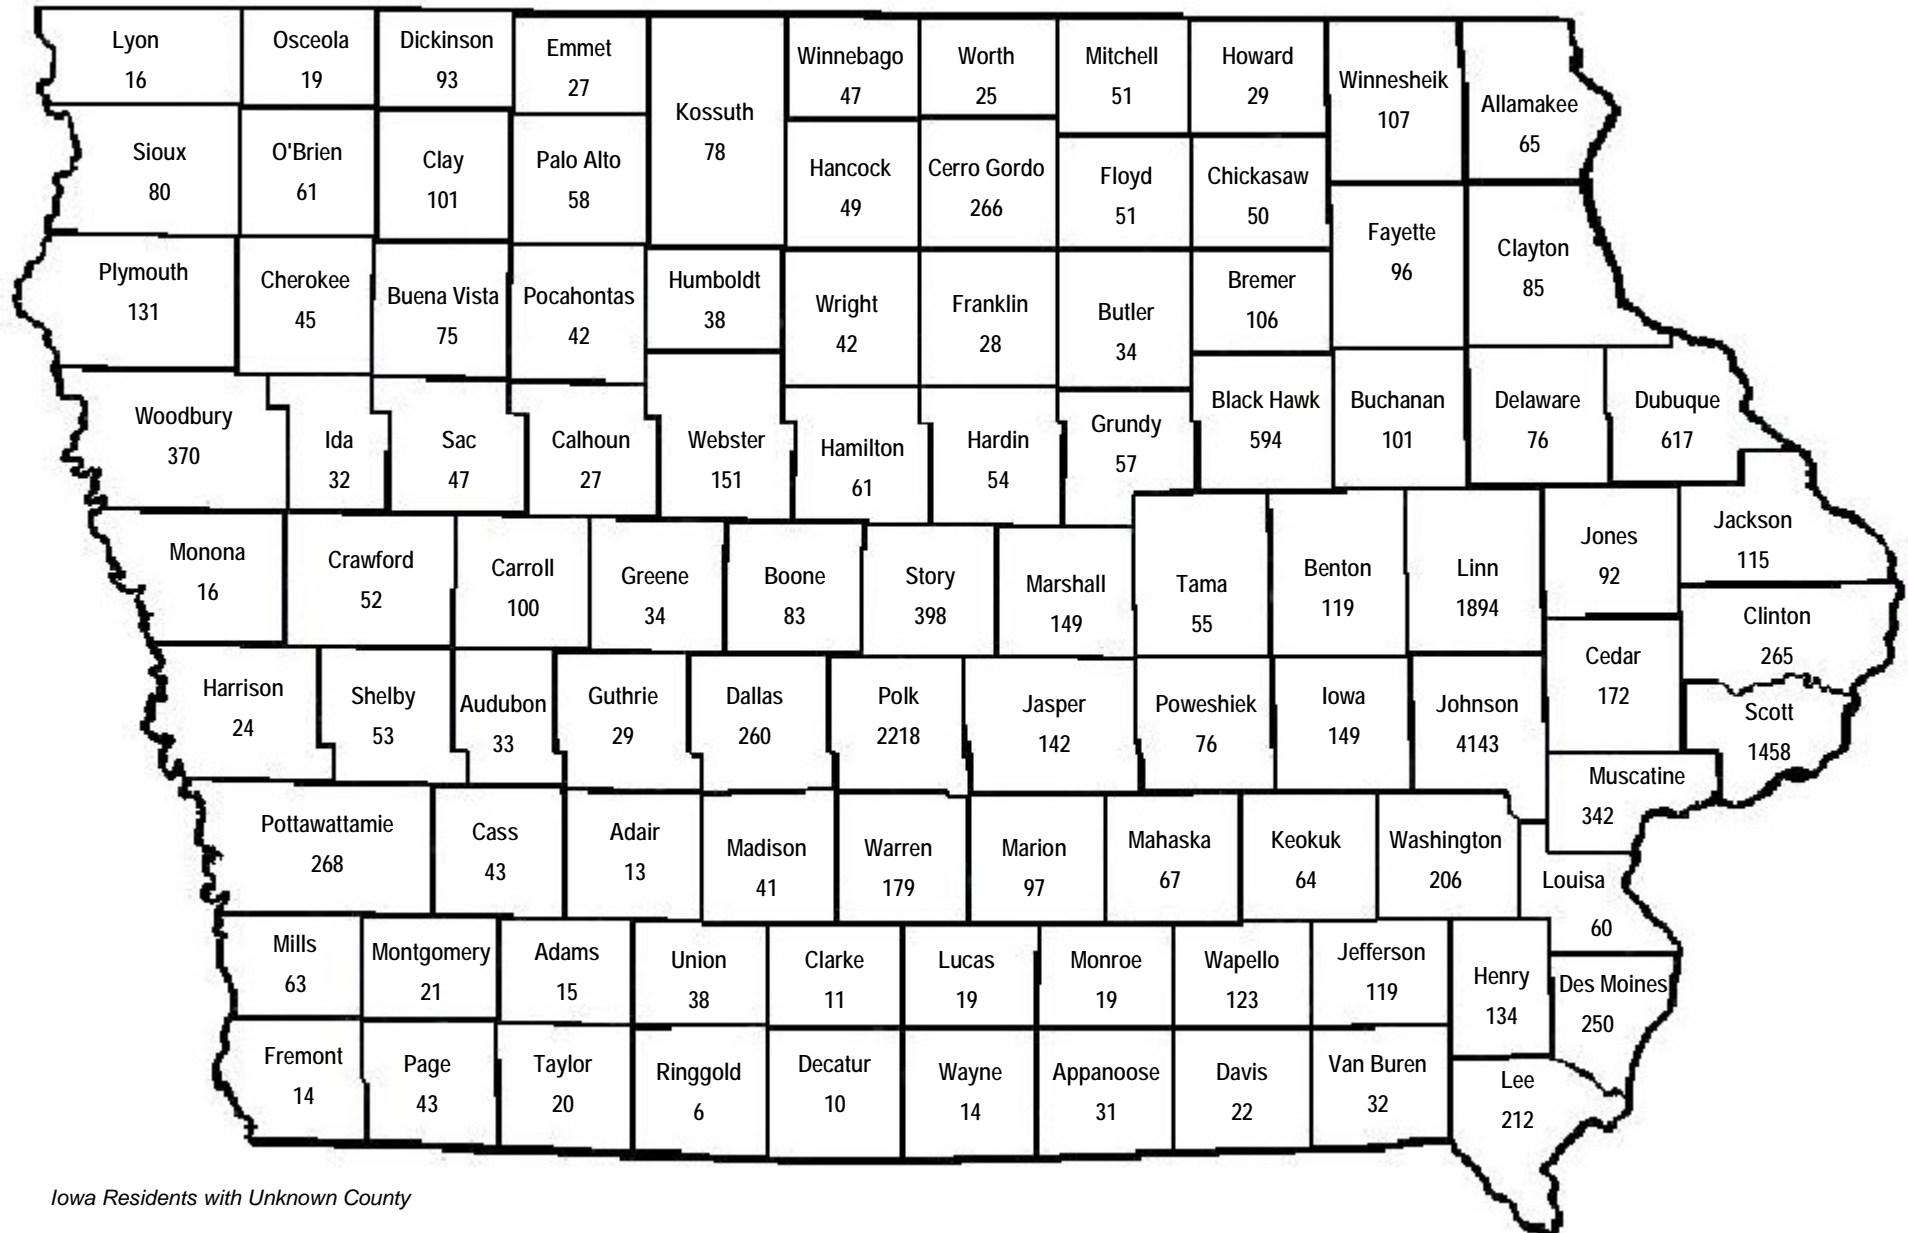 Lyon
16
Osceola
19
Dickinson
93
Emmet
27
Kossuth
78
Winnebago
47
Worth
25
Mitchell
51
Howard
29
Winnesheik
107
Allamakee
65
Sioux
80
O'Brien
61
Clay
101
Palo Alto
58
Hancock
49
Cerro Gordo
266
Floyd
51
Chickasaw
50
Fayette
96
Clayton
85
Plymouth
131
Cherokee
45
Buena Vista
75
Pocahontas
42
Humboldt
38
Wright
42
Franklin
28
Butler
34
Bremer
106
Woodbury
370
Ida
32
Sac
47
Calhoun
27
Webster
151
Hamilton
61
Hardin
54
Grundy
57
Black Hawk
594
Buchanan
101
Delaware
76
Dubuque
617
Monona
16
Crawford
52
Carroll
100
Greene
34
Boone
83
Story
398
Marshall
149
Tama
55
Benton
119
Linn
1894
Jones
92
Jackson
115
Clinton
265
Harrison
24
Shelby
53
Audubon
33
Guthrie
29
Dallas
260
Polk
2218
Jasper
142
Poweshiek
76
Iowa
149
Johnson
4143
Cedar
172
Scott
1458
Muscatine
342
Pottawattamie
268
Cass
43
Adair
13
Madison
41
Warren
179
Marion
97
Mahaska
67
Keokuk
64
Washington
206
Louisa
60
Mills
63
Montgomery
21
Adams
15
Union
38
Clarke
11
Lucas
19
Monroe
19
Wapello
123
Jefferson
119
Henry
134
Des Moines
250
Fremont
14
Page
43
Taylor
20
Ringgold
6
Decatur
10
Wayne
14
Appanoose
31
Davis
22
Van Buren
32
Lee
212
Iowa Residents with Unknown County